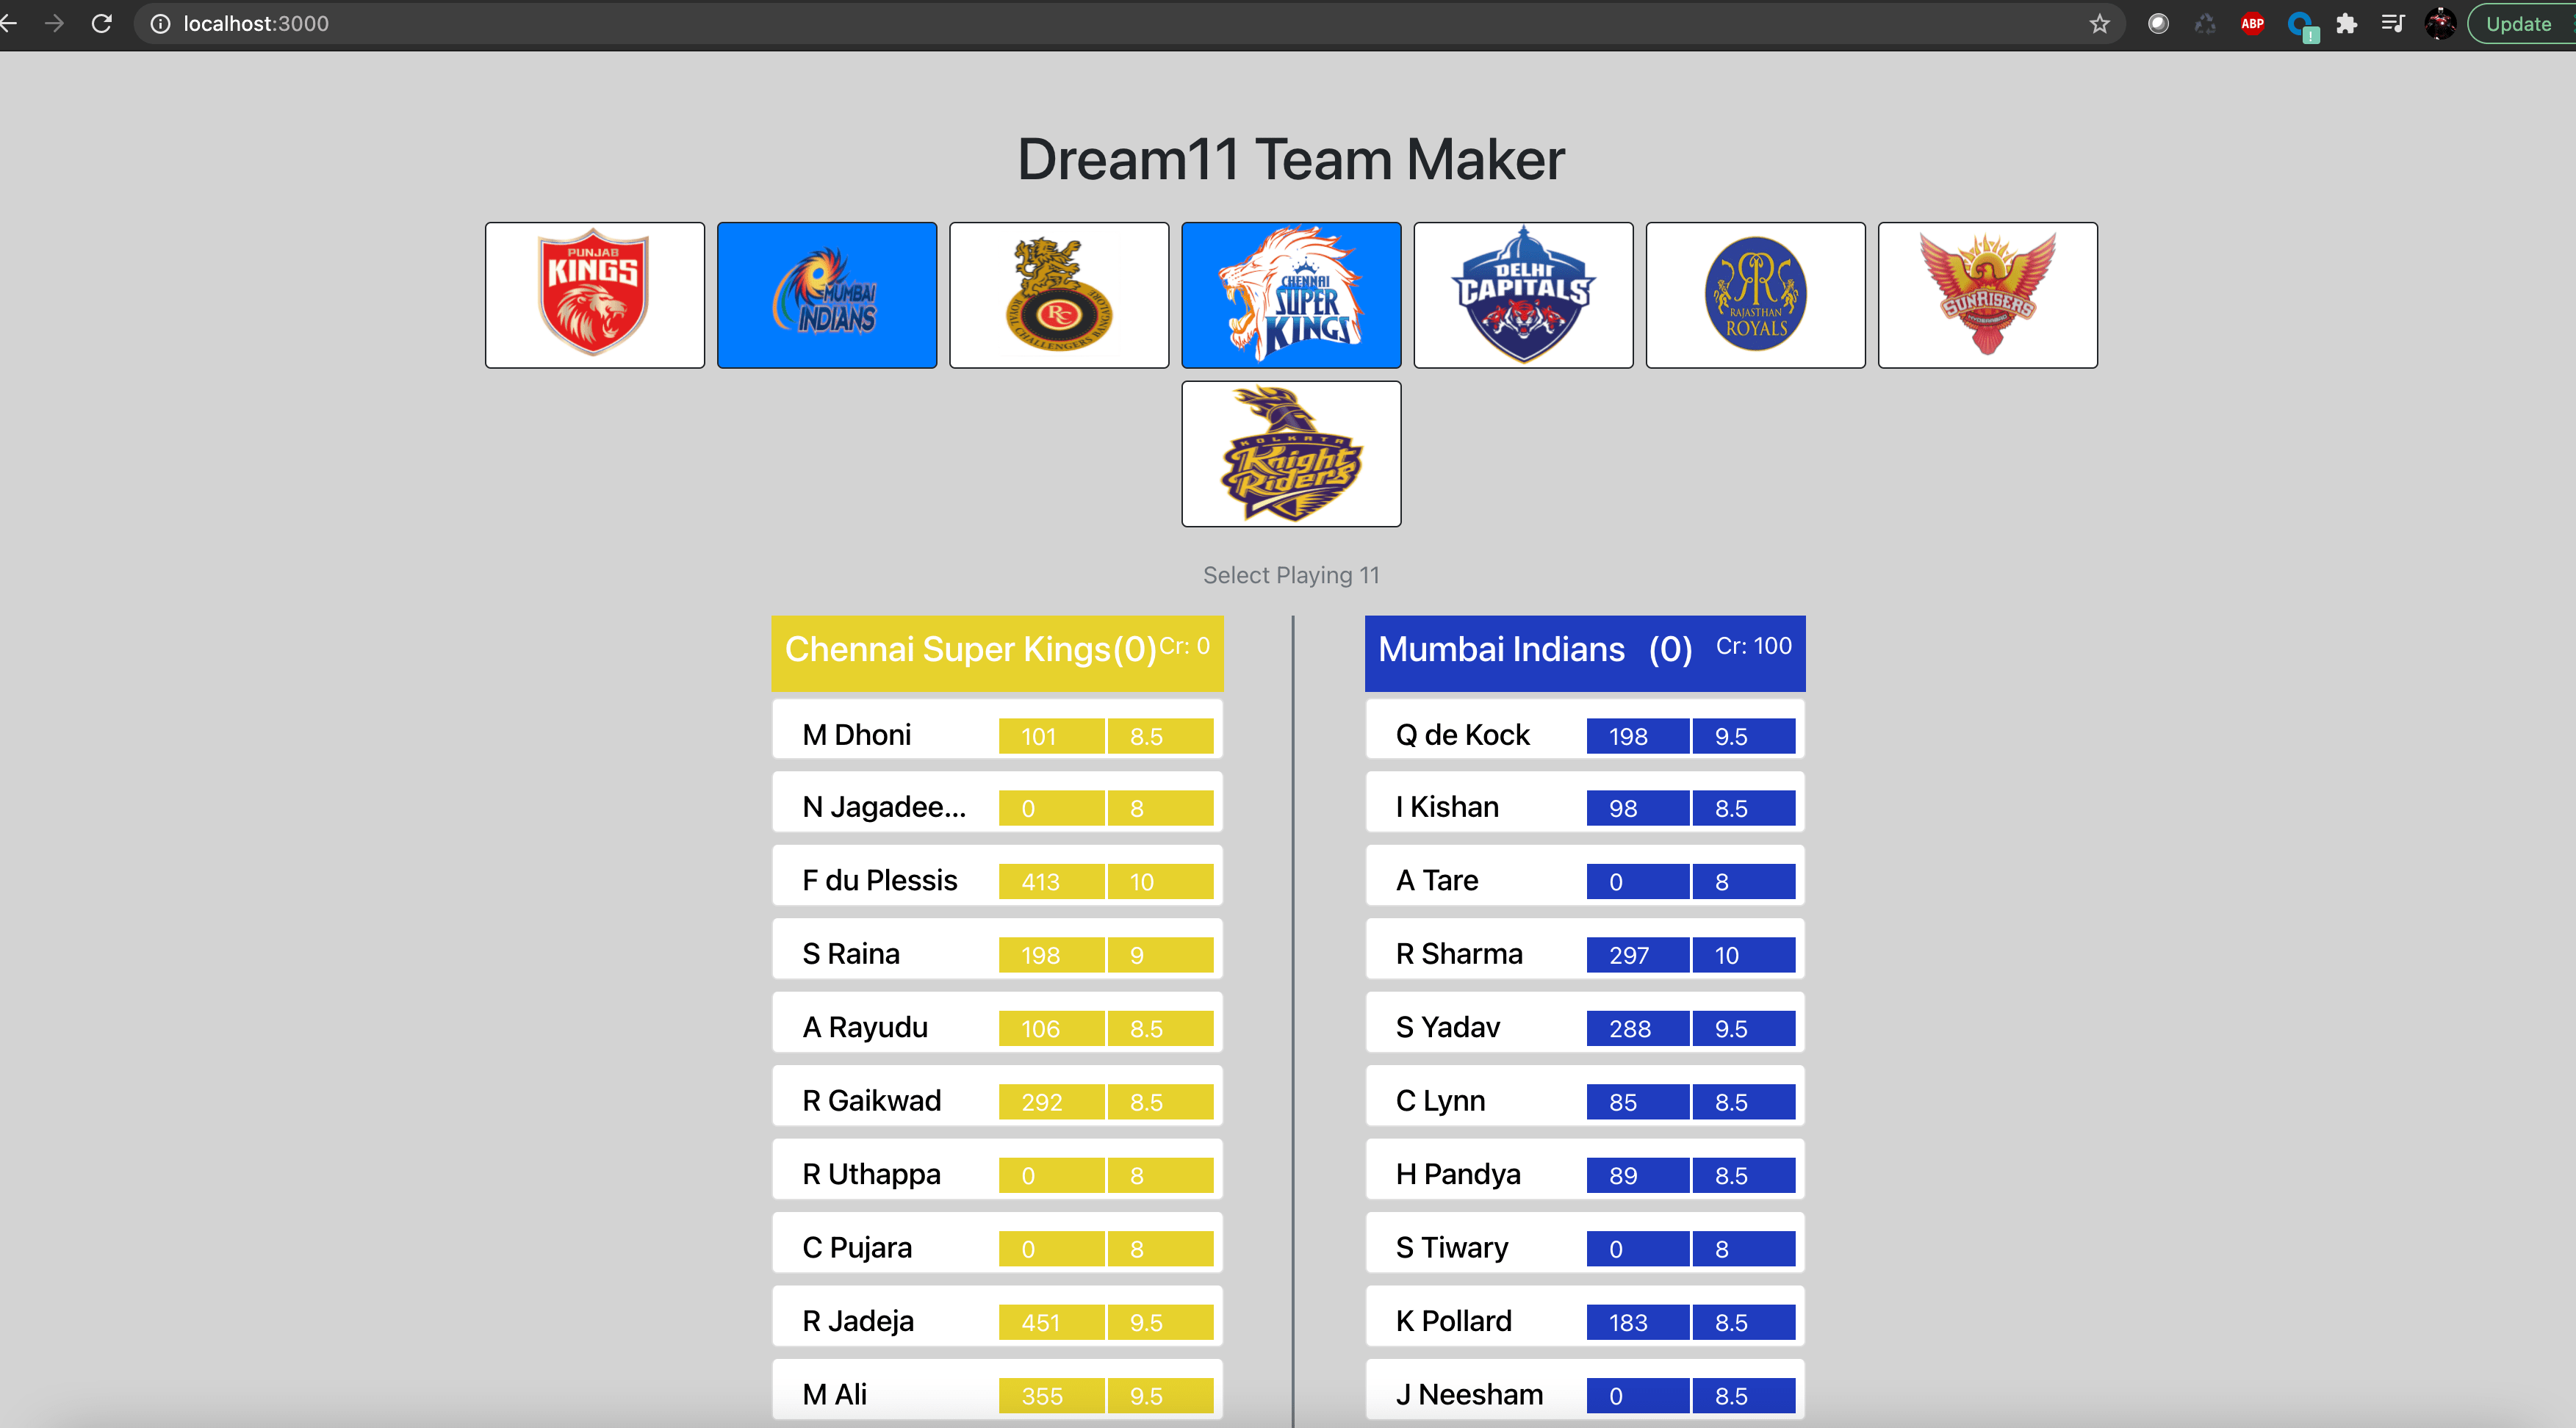 localhost:3000
ABP
Update
Dream11 Team Maker
PUNJAB
KINGS
MUMBAI
INDIANS
RC
ROYAL CHALLENGERS BANGALORE
CHENNAI
SUPER
KINGS
DELHI
CAPITALS
RR
RAJASTHAN
ROYALS
SUNRISERS
HYDERABAD
KOLKATA
Knight
Riders
Select Playing 11
Chennai Super Kings(0) Cr: 0
M Dhoni 101 8.5
N Jagadee... 0 8
F du Plessis 413 10
S Raina 198 9
A Rayudu 106 8.5
R Gaikwad 292 8.5
R Uthappa 0 8
C Pujara 0 8
R Jadeja 451 9.5
M Ali 355 9.5
Mumbai Indians (0) Cr: 100
Q de Kock 198 9.5
I Kishan 98 8.5
A Tare 0 8
R Sharma 297 10
S Yadav 288 9.5
C Lynn 85 8.5
H Pandya 89 8.5
S Tiwary 0 8
K Pollard 183 8.5
J Neesham 0 8.5